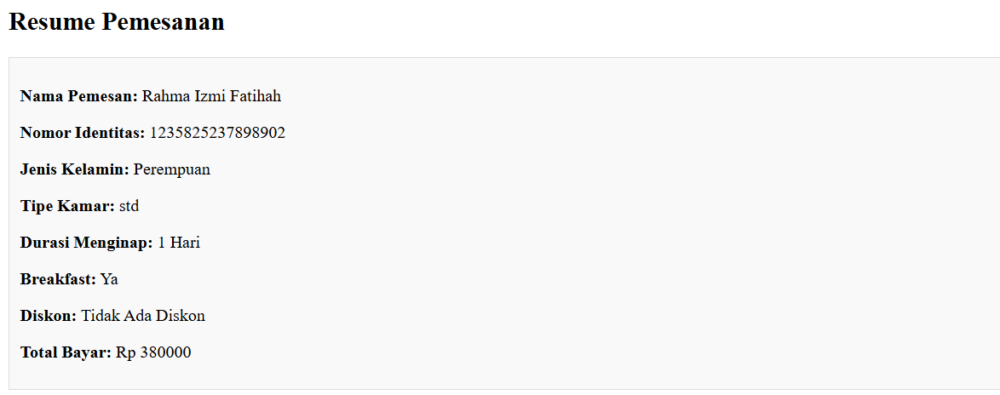 Resume Pemesanan
Nama Pemesan: Rahma Izmi Fatihah
Nomor Identitas: 1235825237898902
Jenis Kelamin: Perempuan
Tipe Kamar: std
Durasi Menginap: 1 Hari
Breakfast: Ya
Diskon: Tidak Ada Diskon
Total Bayar: Rp 380000